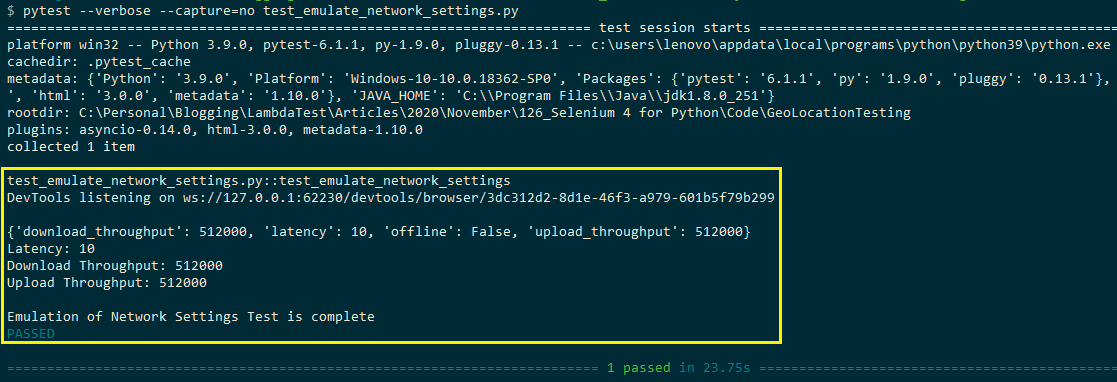 $ pytest --verbose --capture=no test_emulate_network_settings.py
========================================================================= test session starts =============================================
platform win32 -- Python 3.9.0, pytest-6.1.1, py-1.9.0, pluggy-0.13.1 -- c:\users\lenovo\appdata\local\programs\python\python39\python.exe
cachedir: .pytest_cache
metadata: {'Python': '3.9.0', 'Platform': 'Windows-10-10.0.18362-SP0', 'Packages': {'pytest': '6.1.1', 'py': '1.9.0', 'pluggy': '0.13.1'},
', 'html': '3.0.0', 'metadata': '1.10.0'}, 'JAVA_HOME': 'C:\\Program Files\\Java\\jdk1.8.0_251'}
rootdir: C:\Personal\Blogging\LambdaTest\Articles\2020\November\126_Selenium 4 for Python\Code\GeoLocationTesting
plugins: asyncio-0.14.0, html-3.0.0, metadata-1.10.0
collected 1 item
test_emulate_network_settings.py::test_emulate_network_settings
DevTools listening on ws://127.0.0.1:62230/devtools/browser/3dc312d2-8d1e-46f3-a979-601b5f79b299
{'download_throughput': 512000, 'latency': 10, 'offline': False, 'upload_throughput': 512000}
Latency: 10
Download Throughput: 512000
Upload Throughput: 512000
Emulation of Network Settings Test is complete
PASSED
========================================================================== 1 passed in 23.75s =============================================